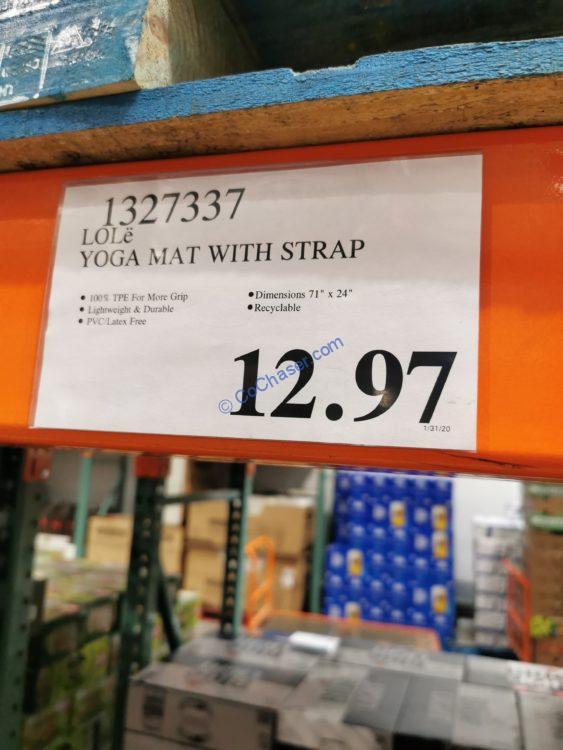 1327337
LOLë
YOGA MAT WITH STRAP
• 100% TPE For More Grip
• Lightweight & Durable
• PVC/Latex Free
• Dimensions 71" x 24"
• Recyclable
12.97
© CoChaser.com
1/31/20